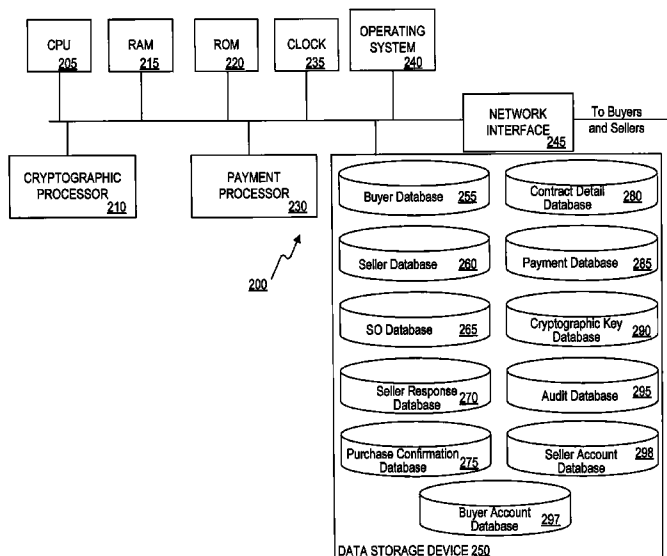 CPU
205
RAM
215
ROM
220
CLOCK
235
OPERATING
SYSTEM
240
NETWORK
INTERFACE
245
To Buyers
and Sellers
CRYPTOGRAPHIC
PROCESSOR
210
PAYMENT
PROCESSOR
230
200
Buyer Database 255
Contract Detail
Database 280
Seller Database 260
Payment Database 285
SO Database 265
Cryptographic Key
Database 290
Seller Response
Database 270
Audit Database 295
Purchase Confirmation
Database 275
Seller Account
Database 298
Buyer Account
Database 297
DATA STORAGE DEVICE 250